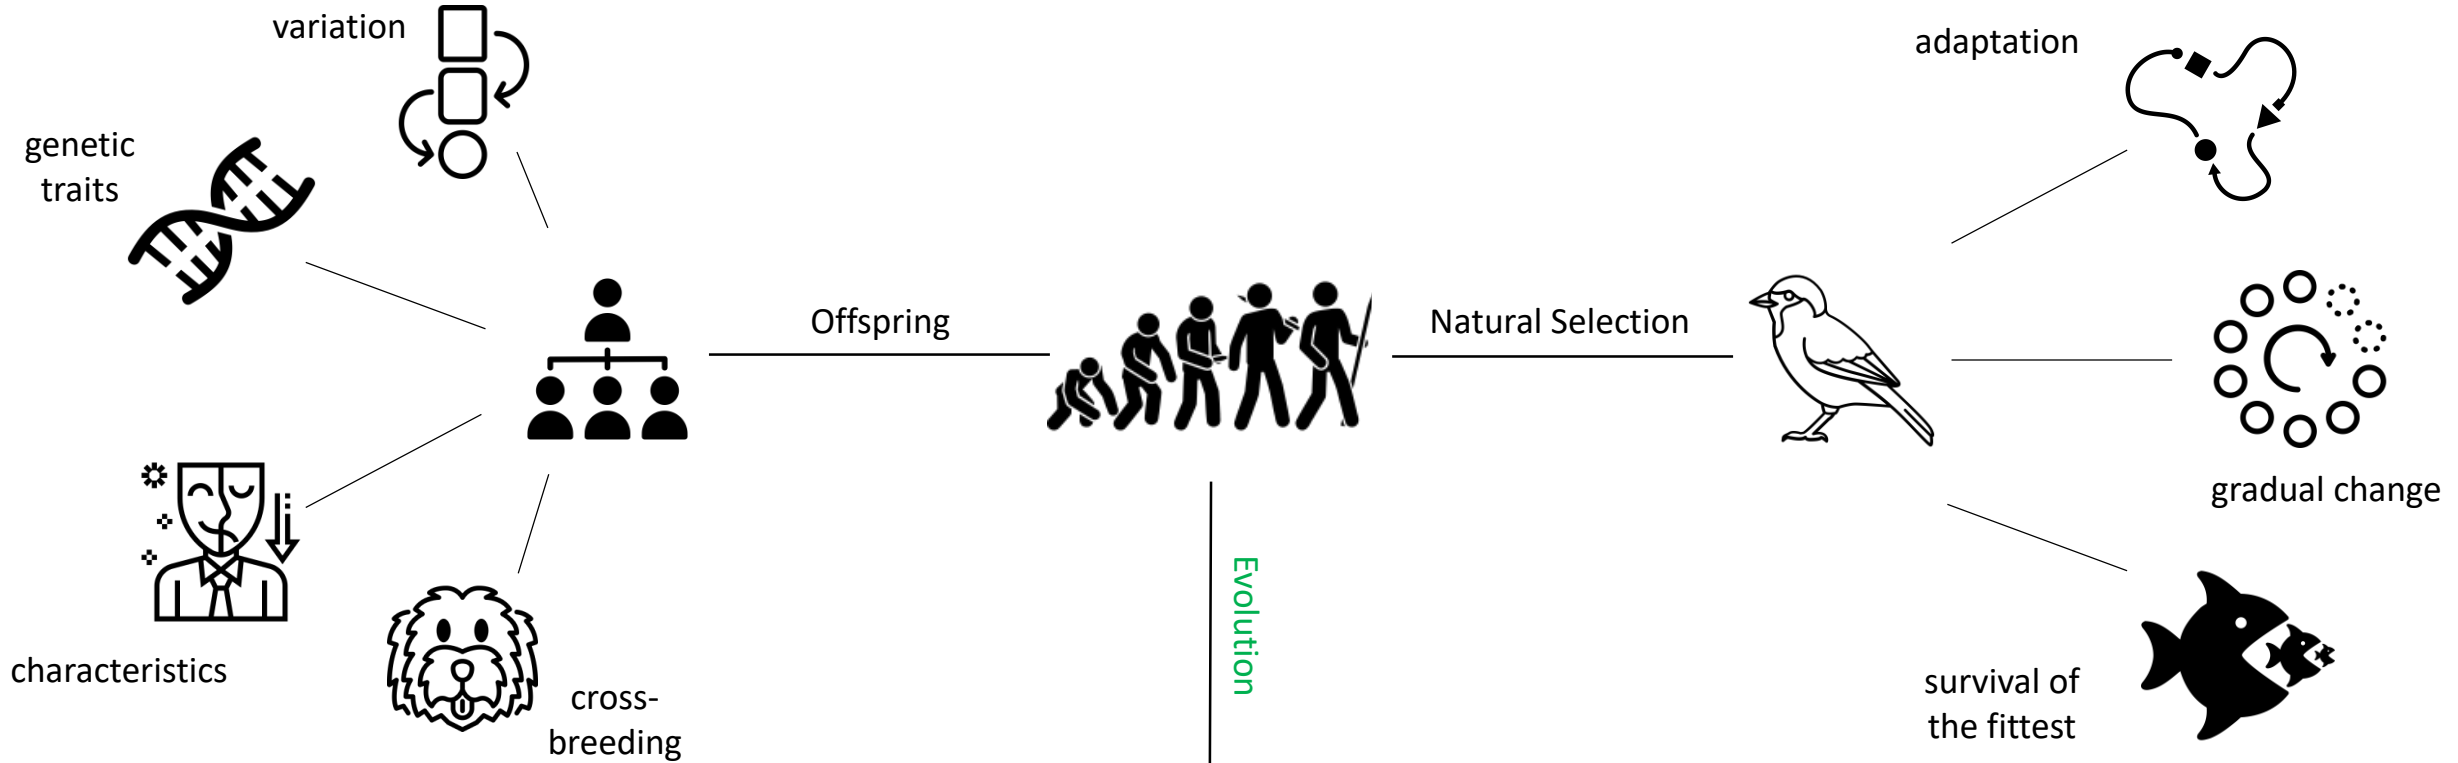 variation
genetic
traits
characteristics
cross-
breeding
Offspring
Evolution
Natural Selection
adaptation
gradual change
survival of
the fittest